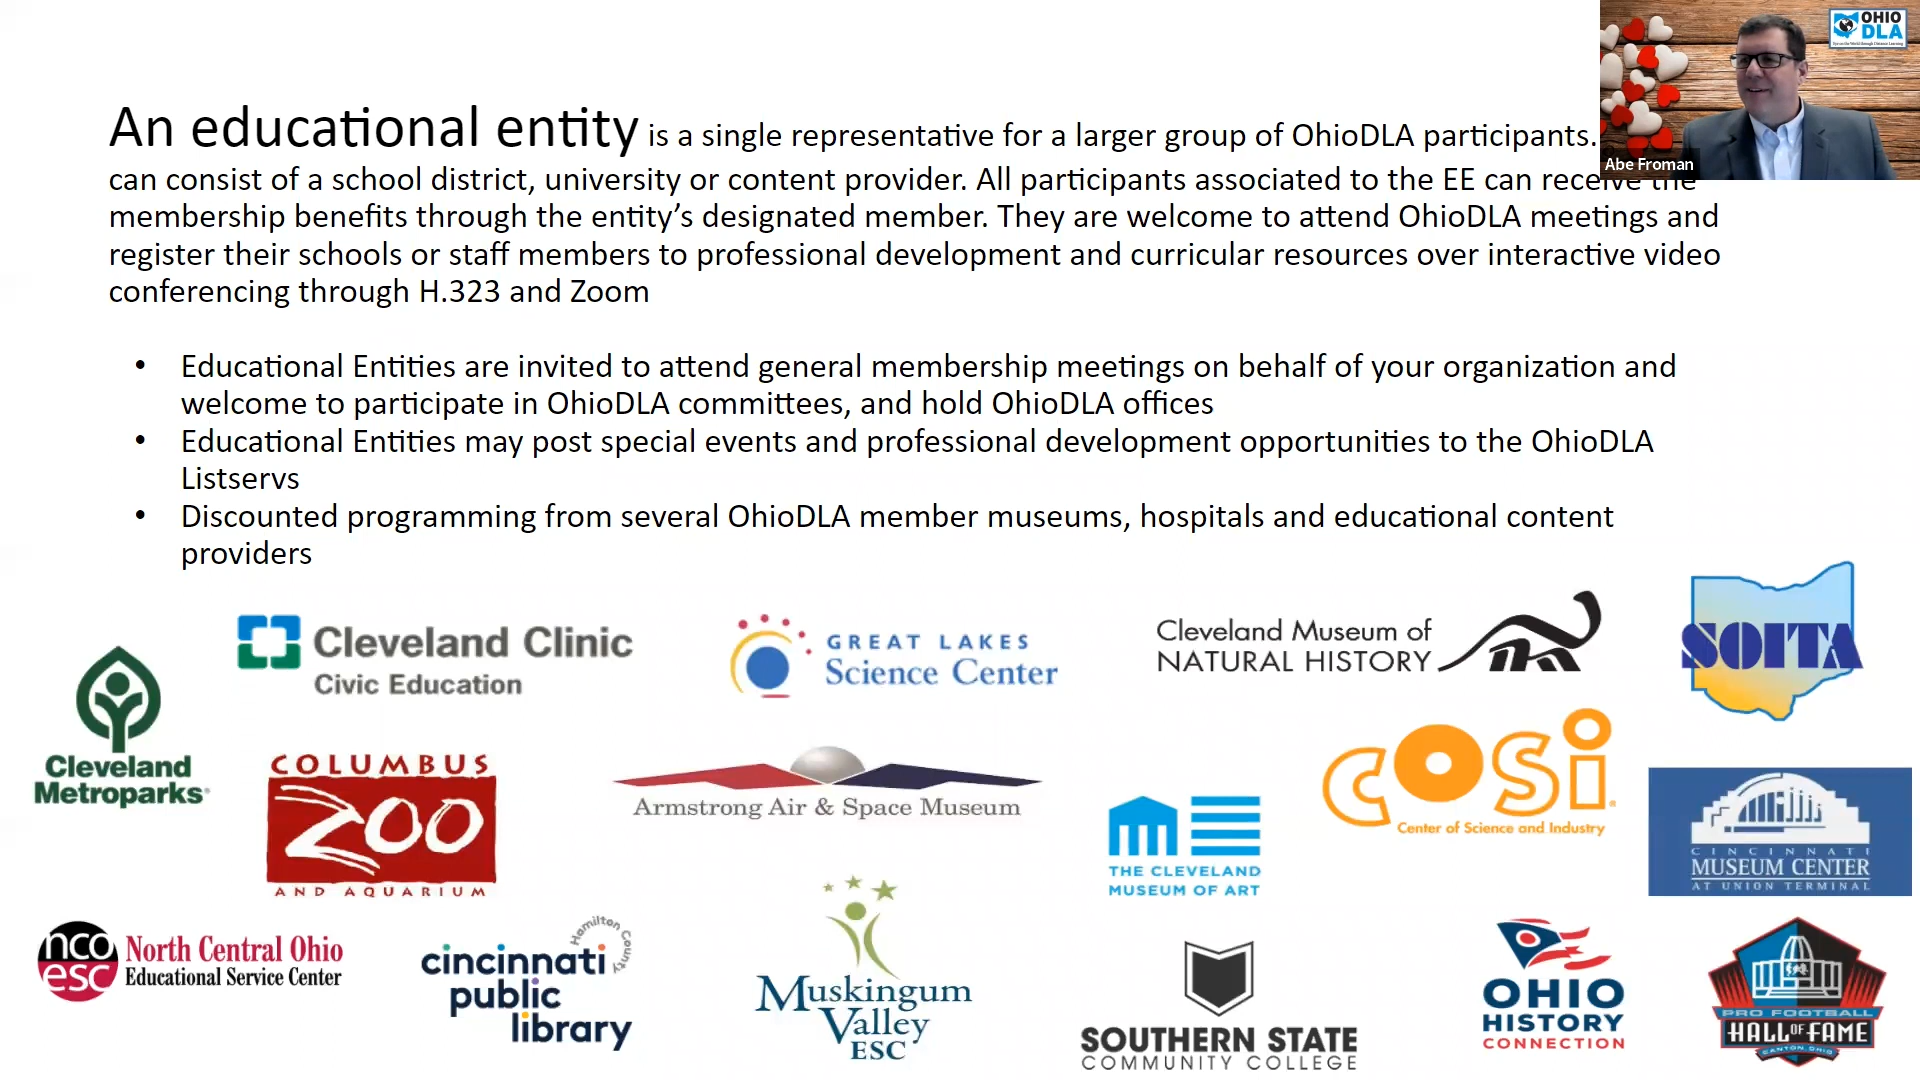 OHIO
DLA
Abe Froman
An educational entity is a single representative for a larger group of OhioDLA participants.
can consist of a school district, university or content provider. All participants associated to the EE can receive the
membership benefits through the entity’s designated member. They are welcome to attend OhioDLA meetings and
register their schools or staff members to professional development and curricular resources over interactive video
conferencing through H.323 and Zoom
• Educational Entities are invited to attend general membership meetings on behalf of your organization and
welcome to participate in OhioDLA committees, and hold OhioDLA offices
• Educational Entities may post special events and professional development opportunities to the OhioDLA
Listservs
• Discounted programming from several OhioDLA member museums, hospitals and educational content
providers
Cleveland Clinic
Civic Education
GREAT LAKES
Science Center
Cleveland Museum of
NATURAL HISTORY
SOITA
Cleveland
Metroparks
COLUMBUS
ZOO
AND AQUARIUM
Armstrong Air & Space Museum
THE CLEVELAND
MUSEUM OF ART
COSI
Center of Science and Industry
CINCINNATI
MUSEUM CENTER
AT UNION TERMINAL
nco
esc
North Central Ohio
Educational Service Center
Hamilton County
cincinnati
public
library
Muskingum
Valley
ESC
SOUTHERN STATE
COMMUNITY COLLEGE
OHIO
HISTORY
CONNECTION
PRO FOOTBALL
HALL OF FAME
CANTON, OHIO